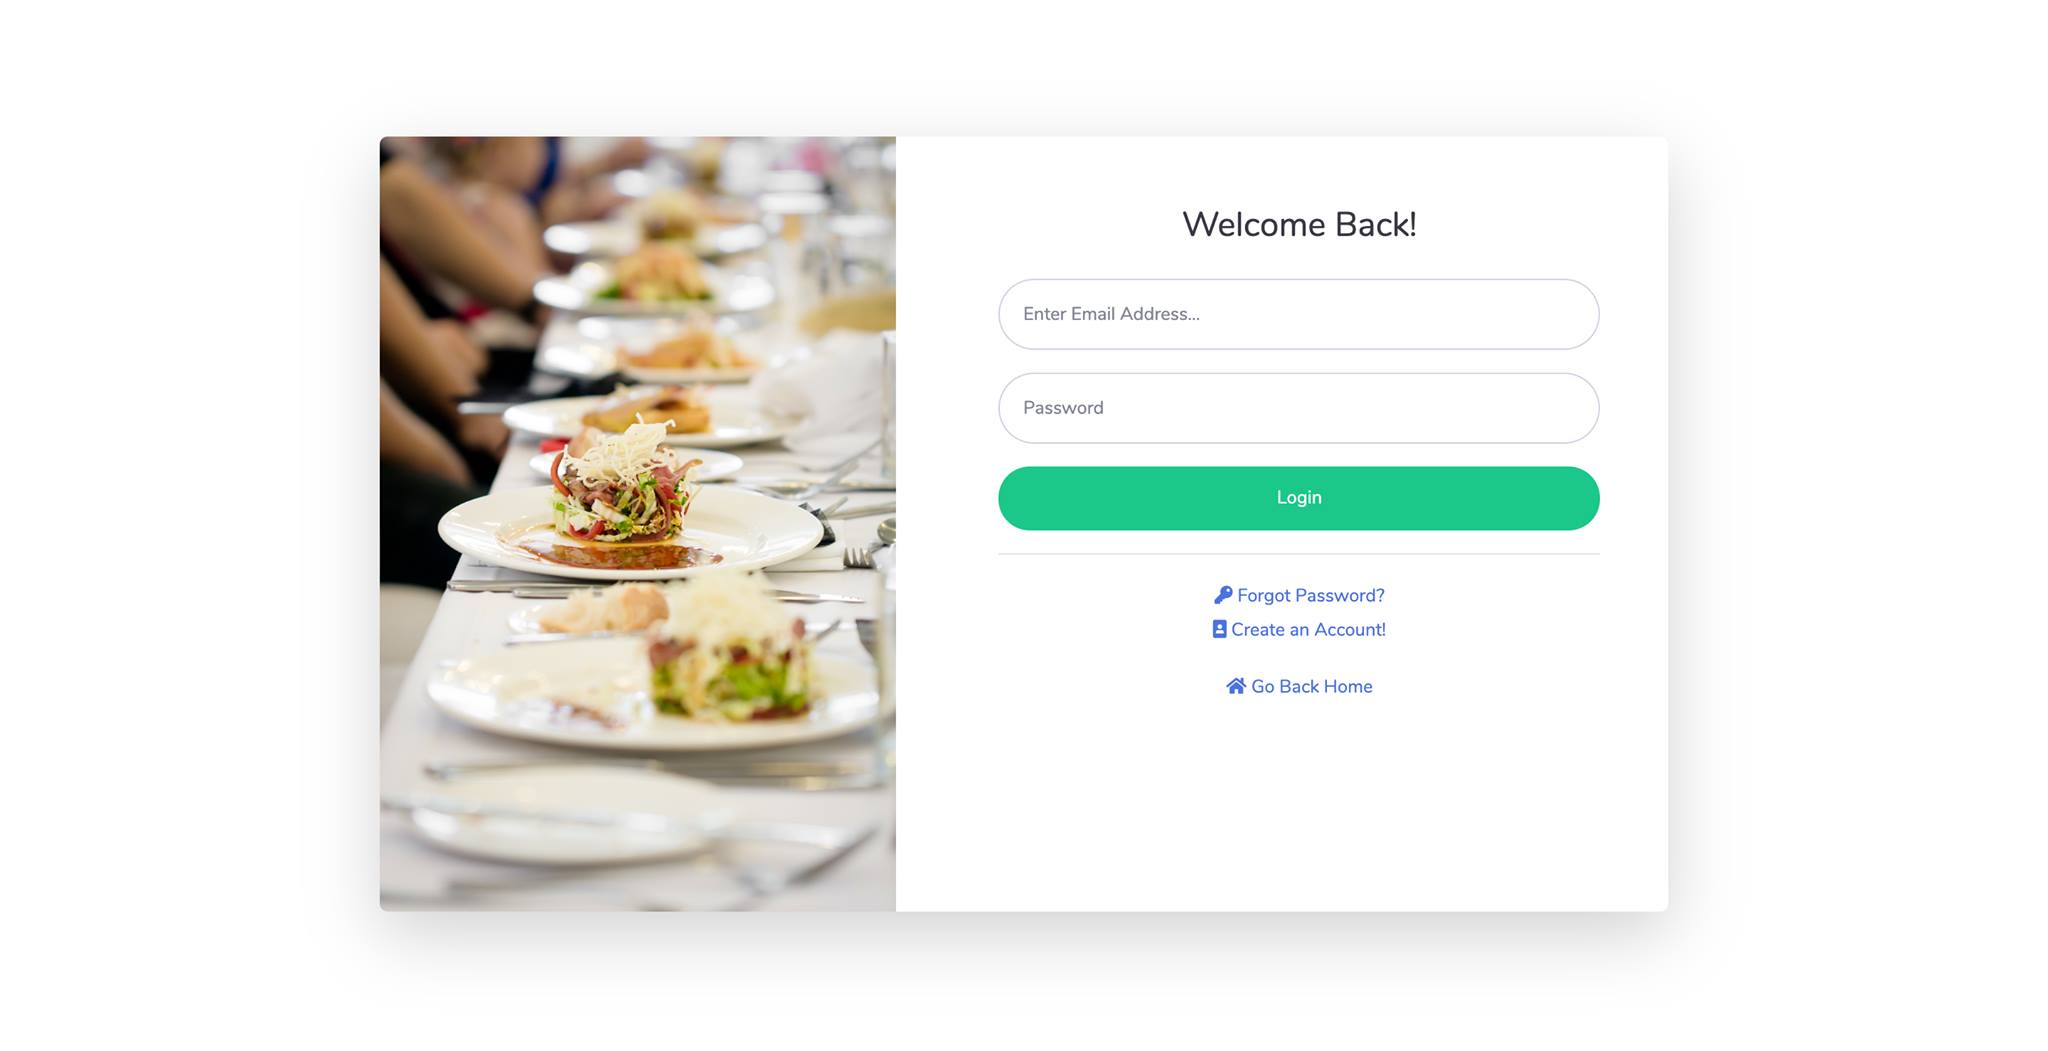 Welcome Back!
Enter Email Address...
Password
Login
Forgot Password?
Create an Account!
Go Back Home